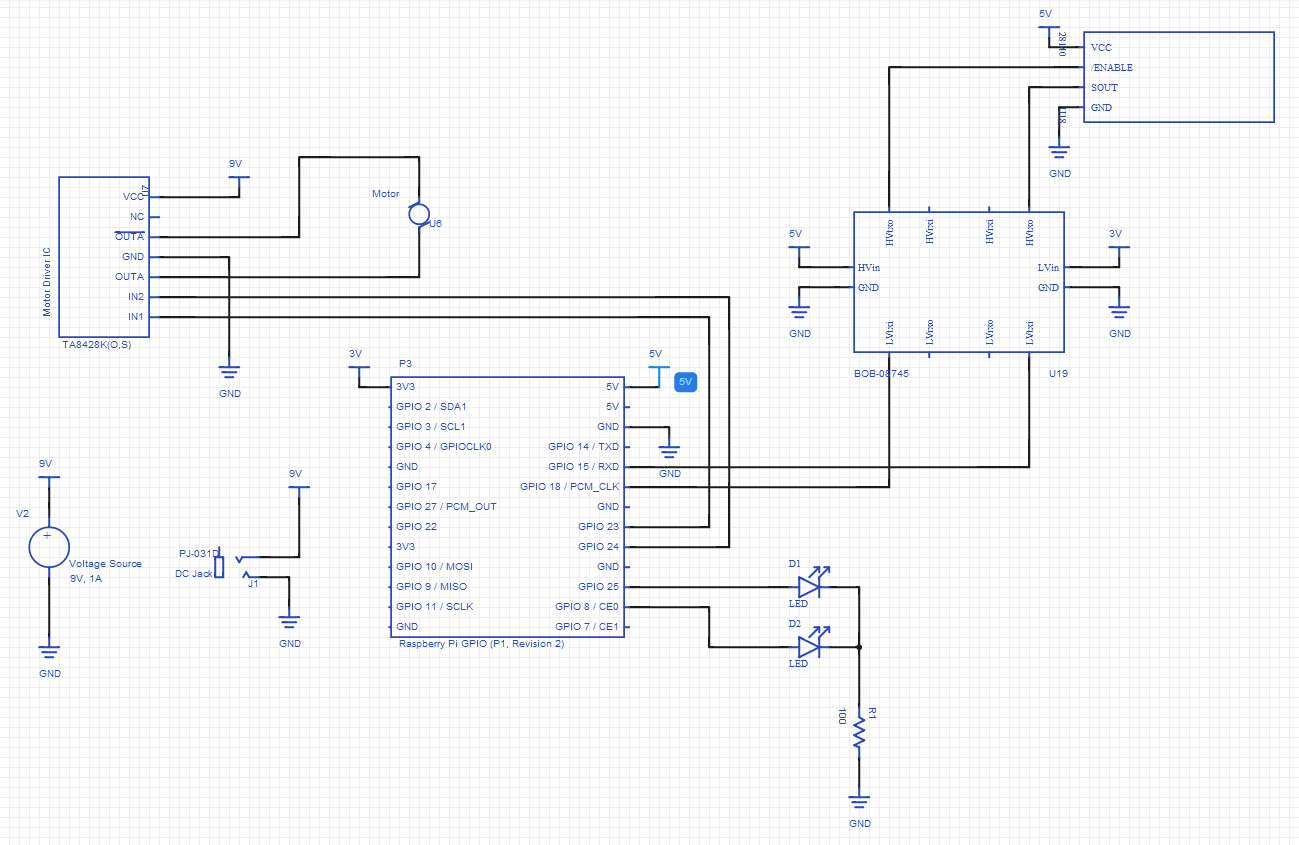 5V
28140
VCC
/ENABLE
SOUT
GND
U18
GND
9V
Motor
U6
U7
VCC
NC
OUTA
GND
OUTA
IN2
IN1
Motor Driver IC
TA8428K(O,S)
GND
5V
3V
HVtxo
HVrxi
HVrxi
HVtxo
HVin
GND
LVin
GND
LVtxi
LVrxo
LVrxo
LVtxi
GND
GND
BOB-08745
U19
3V
P3
5V
5V
3V3
GPIO 2 / SDA1
GPIO 3 / SCL1
GPIO 4 / GPIOCLK0
GND
GPIO 17
GPIO 27 / PCM_OUT
GPIO 22
3V3
GPIO 10 / MOSI
GPIO 9 / MISO
GPIO 11 / SCLK
GND
5V
5V
GND
GPIO 14 / TXD
GPIO 15 / RXD
GPIO 18 / PCM_CLK
GND
GPIO 23
GPIO 24
GND
GPIO 25
GPIO 8 / CE0
GPIO 7 / CE1
Raspberry Pi GPIO (P1, Revision 2)
GND
9V
V2
+
Voltage Source
9V, 1A
GND
9V
PJ-031D
DC Jack
J1
GND
D1
LED
D2
LED
R1
100
GND